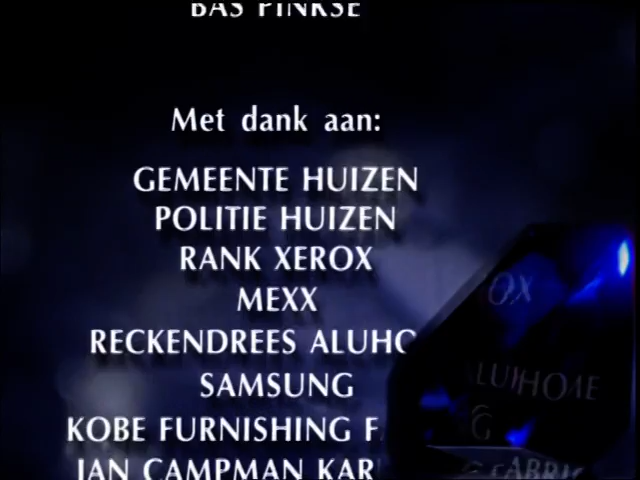 BAS PINKSE
Met dank aan:
GEMEENTE HUIZEN
POLITIE HUIZEN
RANK XEROX
MEXX
RECKENDREES ALUHO
SAMSUNG
KOBE FURNISHING
JAN CAMPMAN